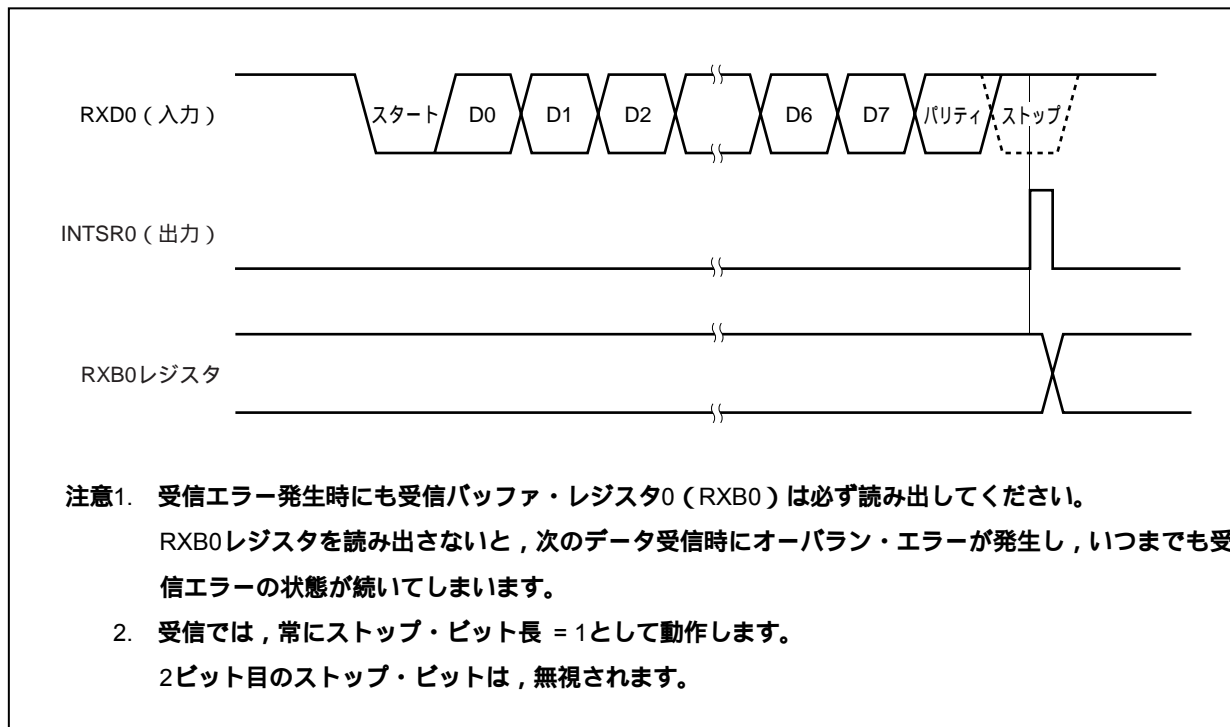 RXD0（入力）
スタート D0 D1 D2 D6 D7 パリティ ストップ
INTSR0（出力）
RXB0レジスタ
注意1. 受信エラー発生時にも受信バッファ・レジスタ0（RXB0）は必ず読み出してください。
RXB0レジスタを読み出さないと，次のデータ受信時にオーバラン・エラーが発生し，いつまでも受
信エラーの状態が続いてしまいます。
2. 受信では，常にストップ・ビット長 = 1として動作します。
2ビット目のストップ・ビットは，無視されます。